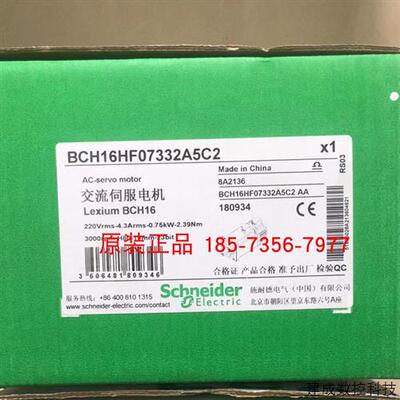 BCH16HF07332A5C2
x1
RS03
AC-servo motor
交流伺服电机
Lexium BCH16
220Vrms-4.3Arms-0.75kW-2.39Nm
Made in China
8A2136
BCH16HF07332A5C2 AA
180934
原装正品 185-7356-7977
3 606481 809346
合格证 产品合格 准予出厂 检验QC
服务热线: +86 400 810 1315
www.schneider-electric.com/contact
Schneider
Electric
施耐德电气（中国）有限公司
北京市朝阳区望京东路六号A座
建成数控科技